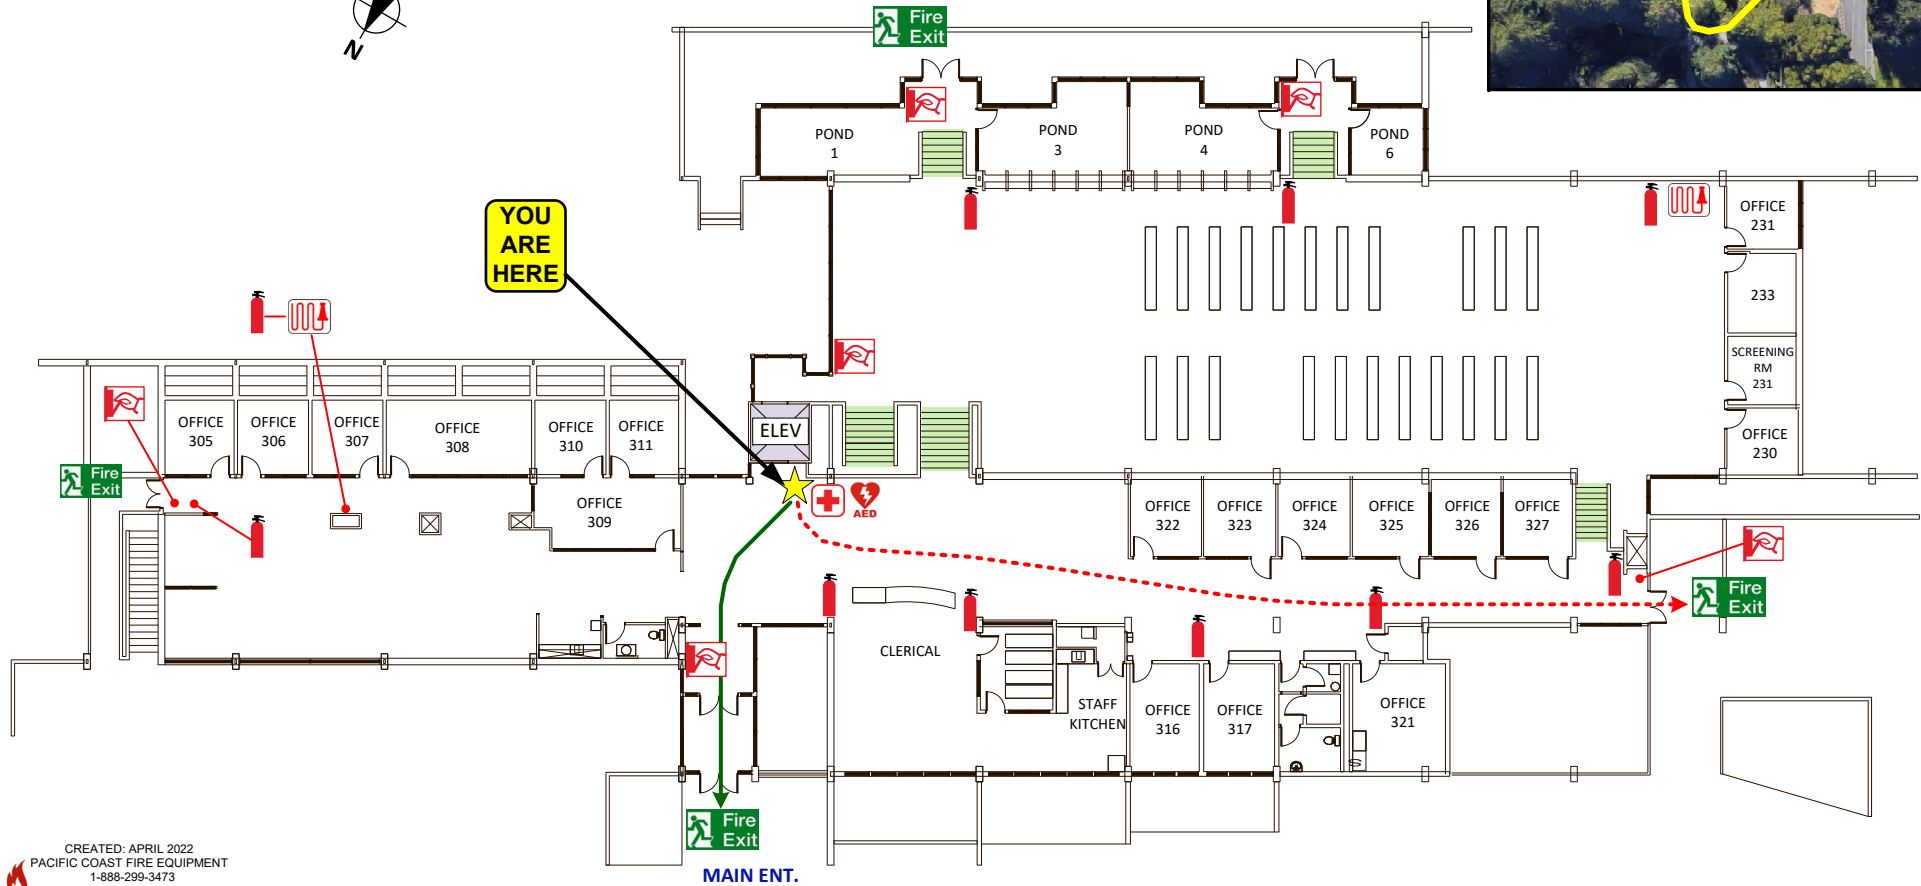 Fire
Exit
N
POND
1
POND
3
POND
4
POND
6
YOU
ARE
HERE
OFFICE
231
233
SCREENING
RM
231
OFFICE
230
ELEV
OFFICE
305
OFFICE
306
OFFICE
307
OFFICE
308
OFFICE
310
OFFICE
311
Fire
Exit
OFFICE
309
AED
OFFICE
322
OFFICE
323
OFFICE
324
OFFICE
325
OFFICE
326
OFFICE
327
Fire
Exit
CLERICAL
STAFF
KITCHEN
OFFICE
316
OFFICE
317
OFFICE
321
Fire
Exit
MAIN ENT.
CREATED: APRIL 2022
PACIFIC COAST FIRE EQUIPMENT
1-888-299-3473